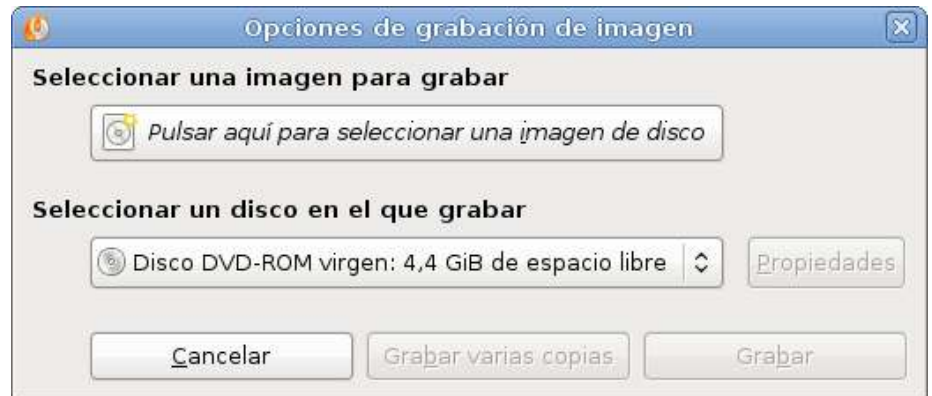 Opciones de grabación de imagen
Seleccionar una imagen para grabar
Pulsar aquí para seleccionar una imagen de disco
Seleccionar un disco en el que grabar
Disco DVD-ROM virgen: 4,4 GiB de espacio libre
Propiedades
Cancelar
Grabar varias copias
Grabar